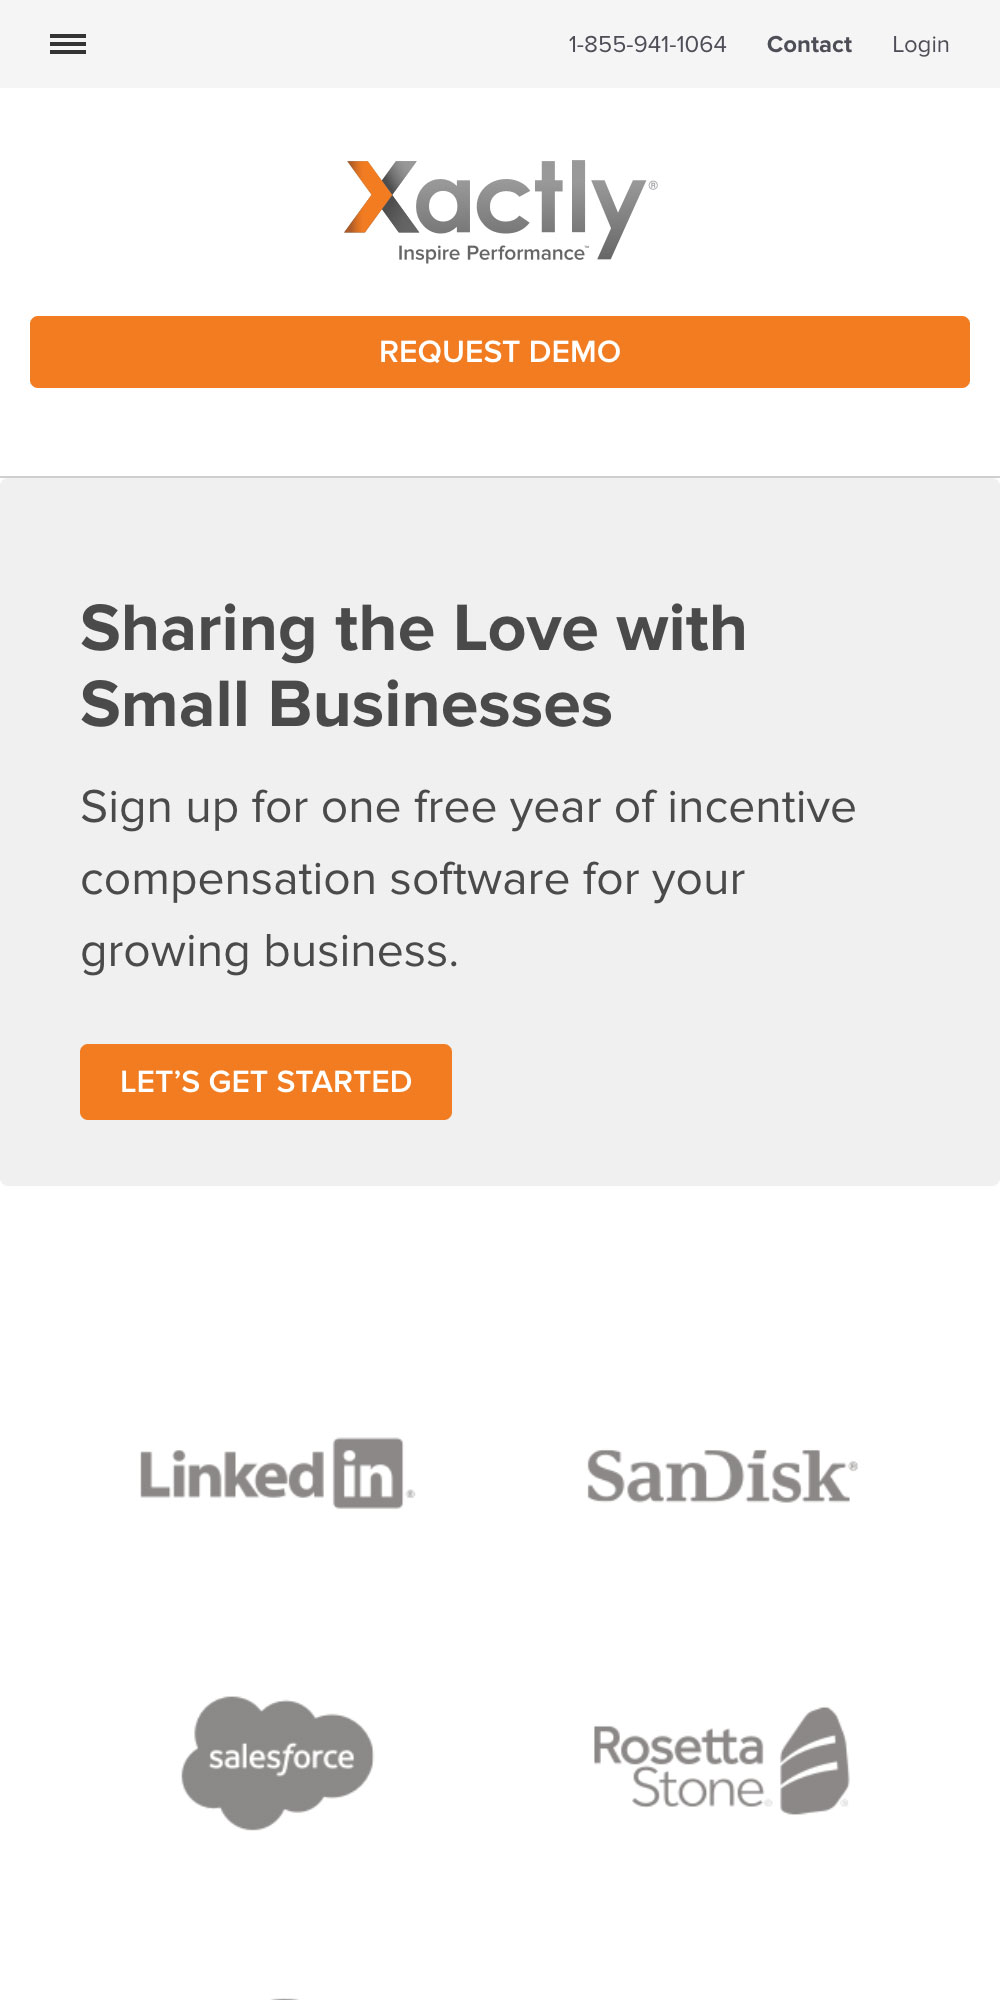 1-855-941-1064 Contact Login
Xactly®
Inspire Performance™
REQUEST DEMO
Sharing the Love with
Small Businesses
Sign up for one free year of incentive
compensation software for your
growing business.
LET’S GET STARTED
Linked in®
SanDisk®
salesforce
Rosetta
Stone